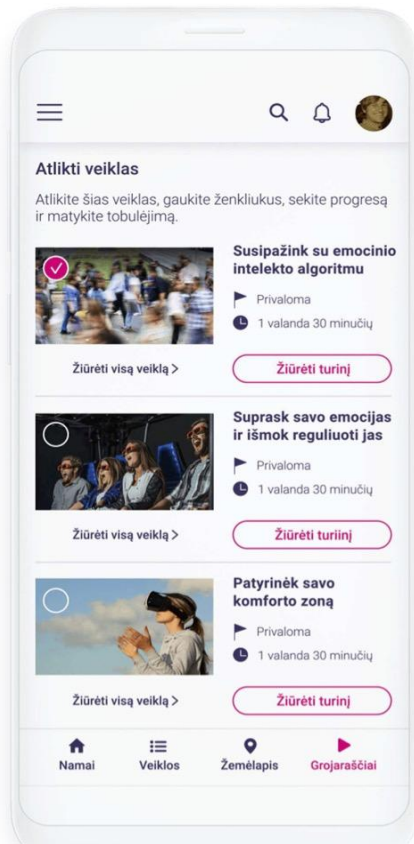 Atlikti veiklas
Atlikite šias veiklas, gaukite ženkliukus, sekite progresą
ir matykite tobulėjimą.
Susipažink su emocinio
intelekto algoritmu
Privaloma
1 valanda 30 minučių
Žiūrėti visą veiklą >
Žiūrėti turinį
Suprask savo emocijas
ir išmok reguliuoti jas
Privaloma
1 valanda 30 minučių
Žiūrėti visą veiklą >
Žiūrėti turiinį
Patyrinėk savo
komforto zoną
Privaloma
1 valanda 30 minučių
Žiūrėti visą veiklą >
Žiūrėti turinį
Namai
Veiklos
Žemėlapis
Grojaraščiai